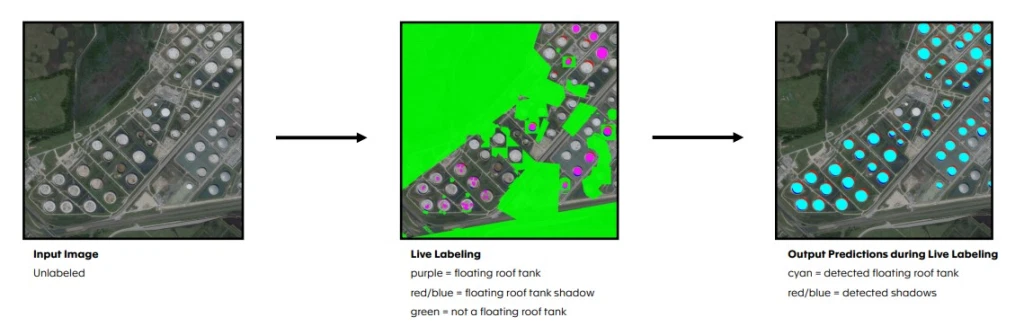 Input Image
Unlabeled
Live Labeling
purple = floating roof tank
red/blue = floating roof tank shadow
green = not a floating roof tank
Output Predictions during Live Labeling
cyan = detected floating roof tank
red/blue = detected shadows